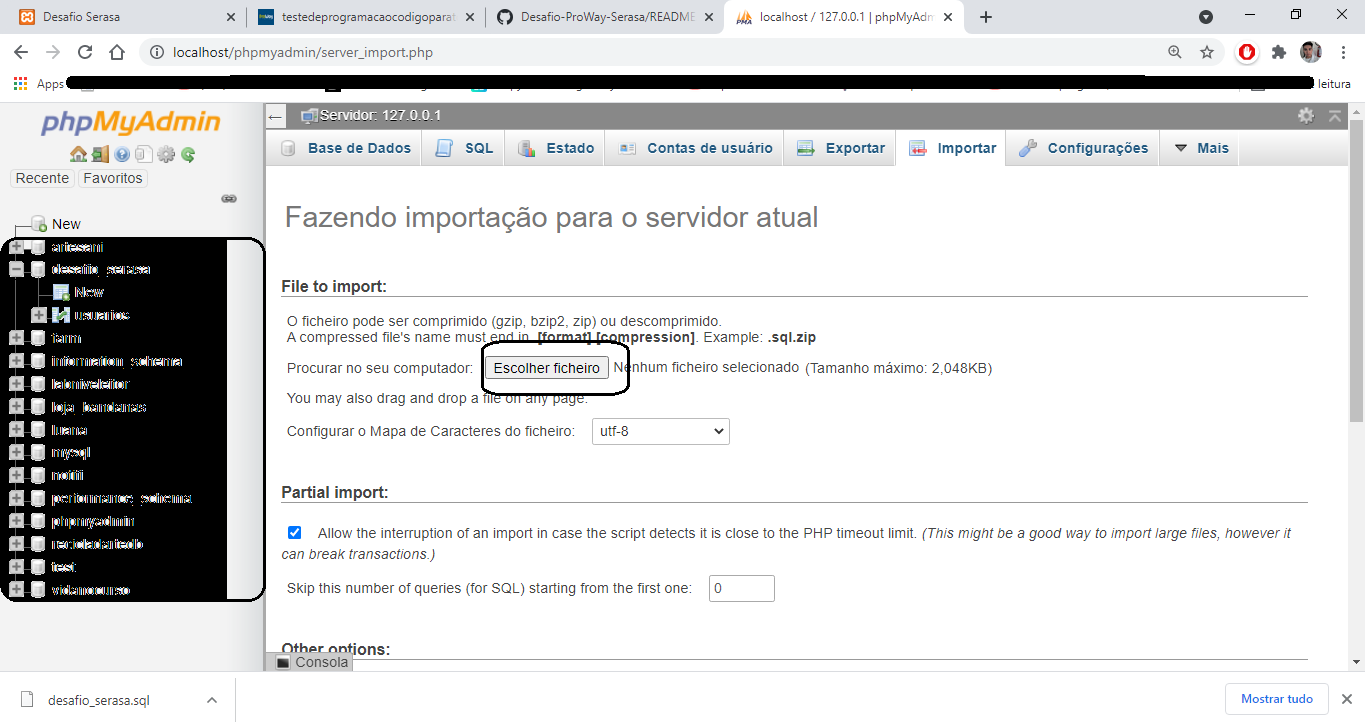 Desafio Serasa
testedeprogramacaocodigoparat
Desafio-ProWay-Serasa/README
localhost / 127.0.0.1 | phpMyAdm
localhost/phpmyadmin/server_import.php
Apps
leitura
phpMyAdmin
Recente
Favoritos
New
artesani
desafio_serasa
New
usuarios
farm
information_schema
labniveleitor
loja_bandanas
luana
mysql
notiti
performance_schema
phpmyadmin
recicladartedb
test
vidanocurso
Servidor: 127.0.0.1
Base de Dados
SQL
Estado
Contas de usuário
Exportar
Importar
Configurações
Mais
Fazendo importação para o servidor atual
File to import:
O ficheiro pode ser comprimido (gzip, bzip2, zip) ou descomprimido.
A compressed file's name must end in .[format].[compression]. Example: .sql.zip
Procurar no seu computador: Escolher ficheiro Nenhum ficheiro selecionado (Tamanho máximo: 2,048KB)
You may also drag and drop a file on any page.
Configurar o Mapa de Caracteres do ficheiro: utf-8
Partial import:
Allow the interruption of an import in case the script detects it is close to the PHP timeout limit. (This might be a good way to import large files, however it
can break transactions.)
Skip this number of queries (for SQL) starting from the first one: 0
Other options:
Consola
desafio_serasa.sql
Mostrar tudo